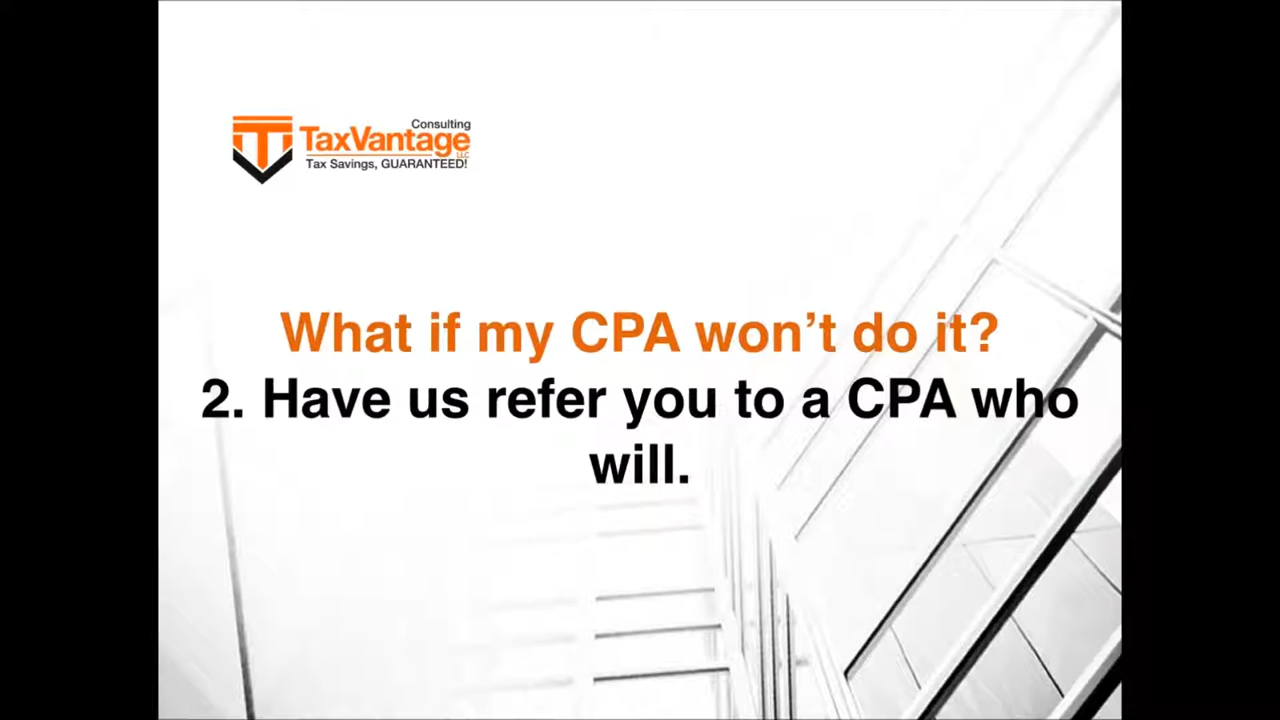 Consulting
TaxVantage
LLC
Tax Savings, GUARANTEED!
What if my CPA won’t do it?
2. Have us refer you to a CPA who
will.